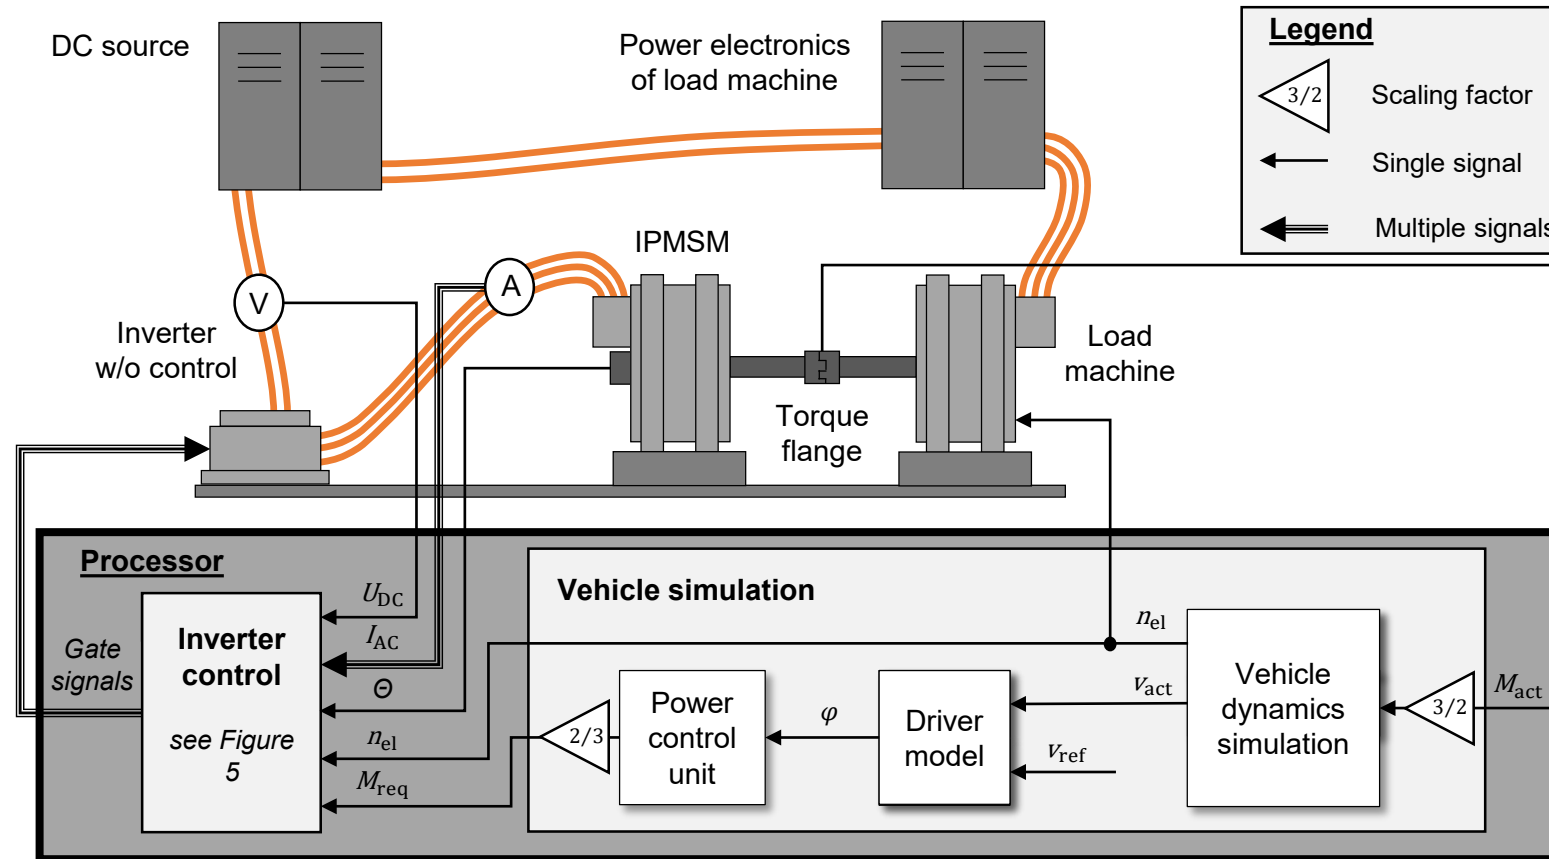 DC source
Power electronics
of load machine
Legend
3/2
Scaling factor
Single signal
Multiple signals
IPMSM
V
A
Inverter
w/o control
Load
machine
Torque
flange
Processor
Vehicle simulation
Gate
signals
Inverter
control
see Figure
5
U_DC
I_AC
Θ
n_el
M_req
2/3
Power
control
unit
φ
Driver
model
n_el
v_act
v_ref
Vehicle
dynamics
simulation
3/2
M_act